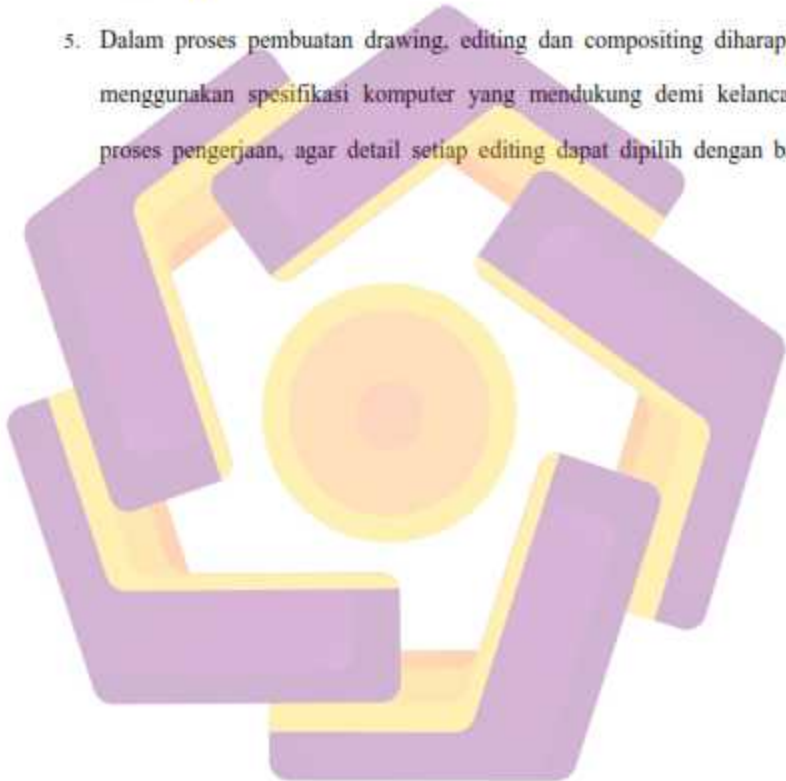 5. Dalam proses pembuatan drawing, editing dan compositing diharap
menggunakan spesifikasi komputer yang mendukung demi kelanca
proses pengerjaan, agar detail setiap editing dapat dipilih dengan b